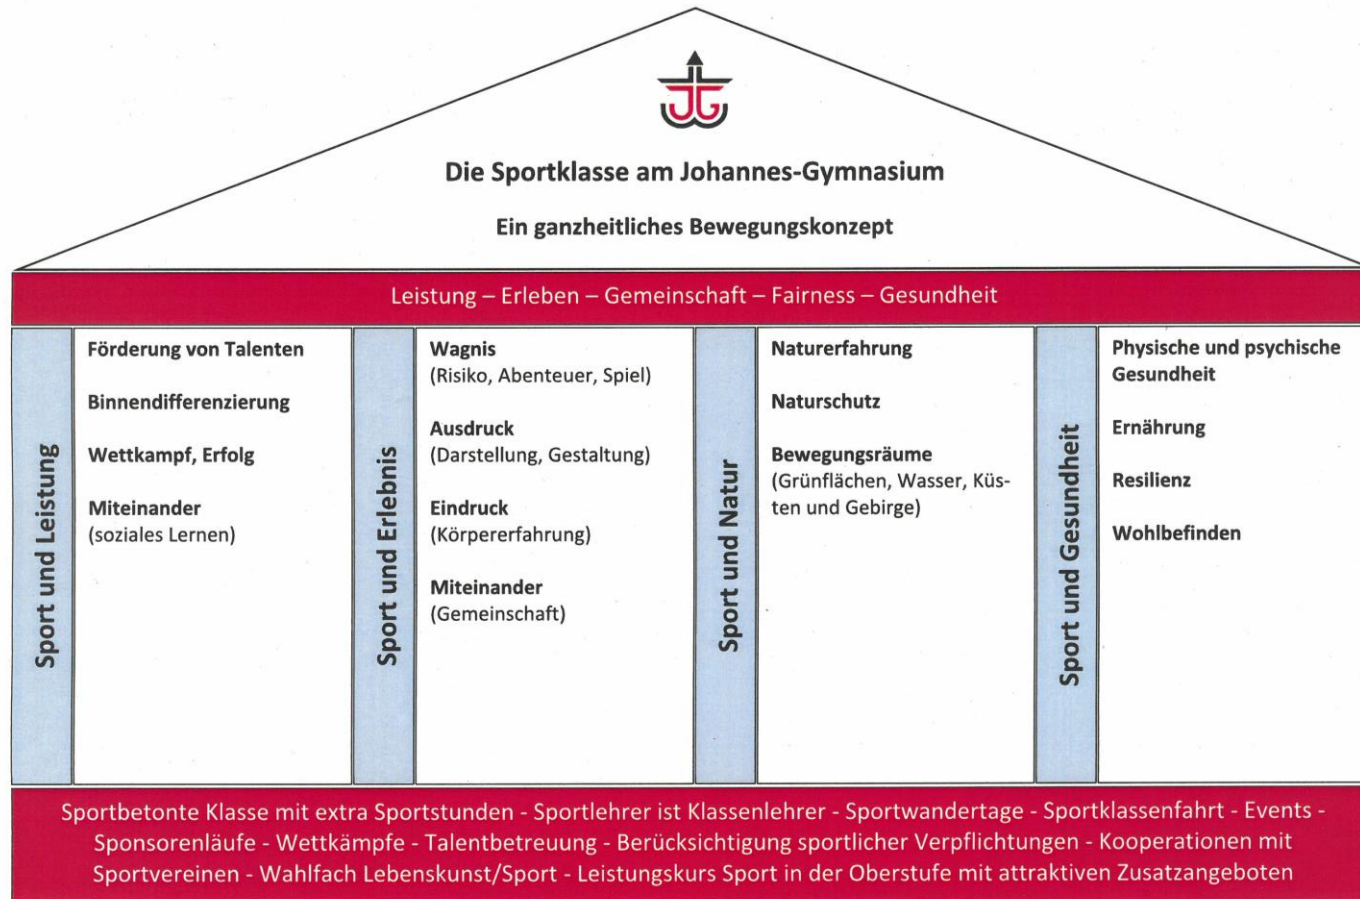 JG
Die Sportklasse am Johannes-Gymnasium
Ein ganzheitliches Bewegungskonzept
Leistung – Erleben – Gemeinschaft – Fairness – Gesundheit
Sport und Leistung
Förderung von Talenten
Binnendifferenzierung
Wettkampf, Erfolg
Miteinander
(soziales Lernen)
Sport und Erlebnis
Wagnis
(Risiko, Abenteuer, Spiel)
Ausdruck
(Darstellung, Gestaltung)
Eindruck
(Körpererfahrung)
Miteinander
(Gemeinschaft)
Sport und Natur
Naturerfahrung
Naturschutz
Bewegungsräume
(Grünflächen, Wasser, Küs-
ten und Gebirge)
Sport und Gesundheit
Physische und psychische
Gesundheit
Ernährung
Resilienz
Wohlbefinden
Sportbetonte Klasse mit extra Sportstunden - Sportlehrer ist Klassenlehrer - Sportwandertage - Sportklassenfahrt - Events -
Sponsorenläufe - Wettkämpfe - Talentbetreuung - Berücksichtigung sportlicher Verpflichtungen - Kooperationen mit
Sportvereinen - Wahlfach Lebenskunst/Sport - Leistungskurs Sport in der Oberstufe mit attraktiven Zusatzangeboten